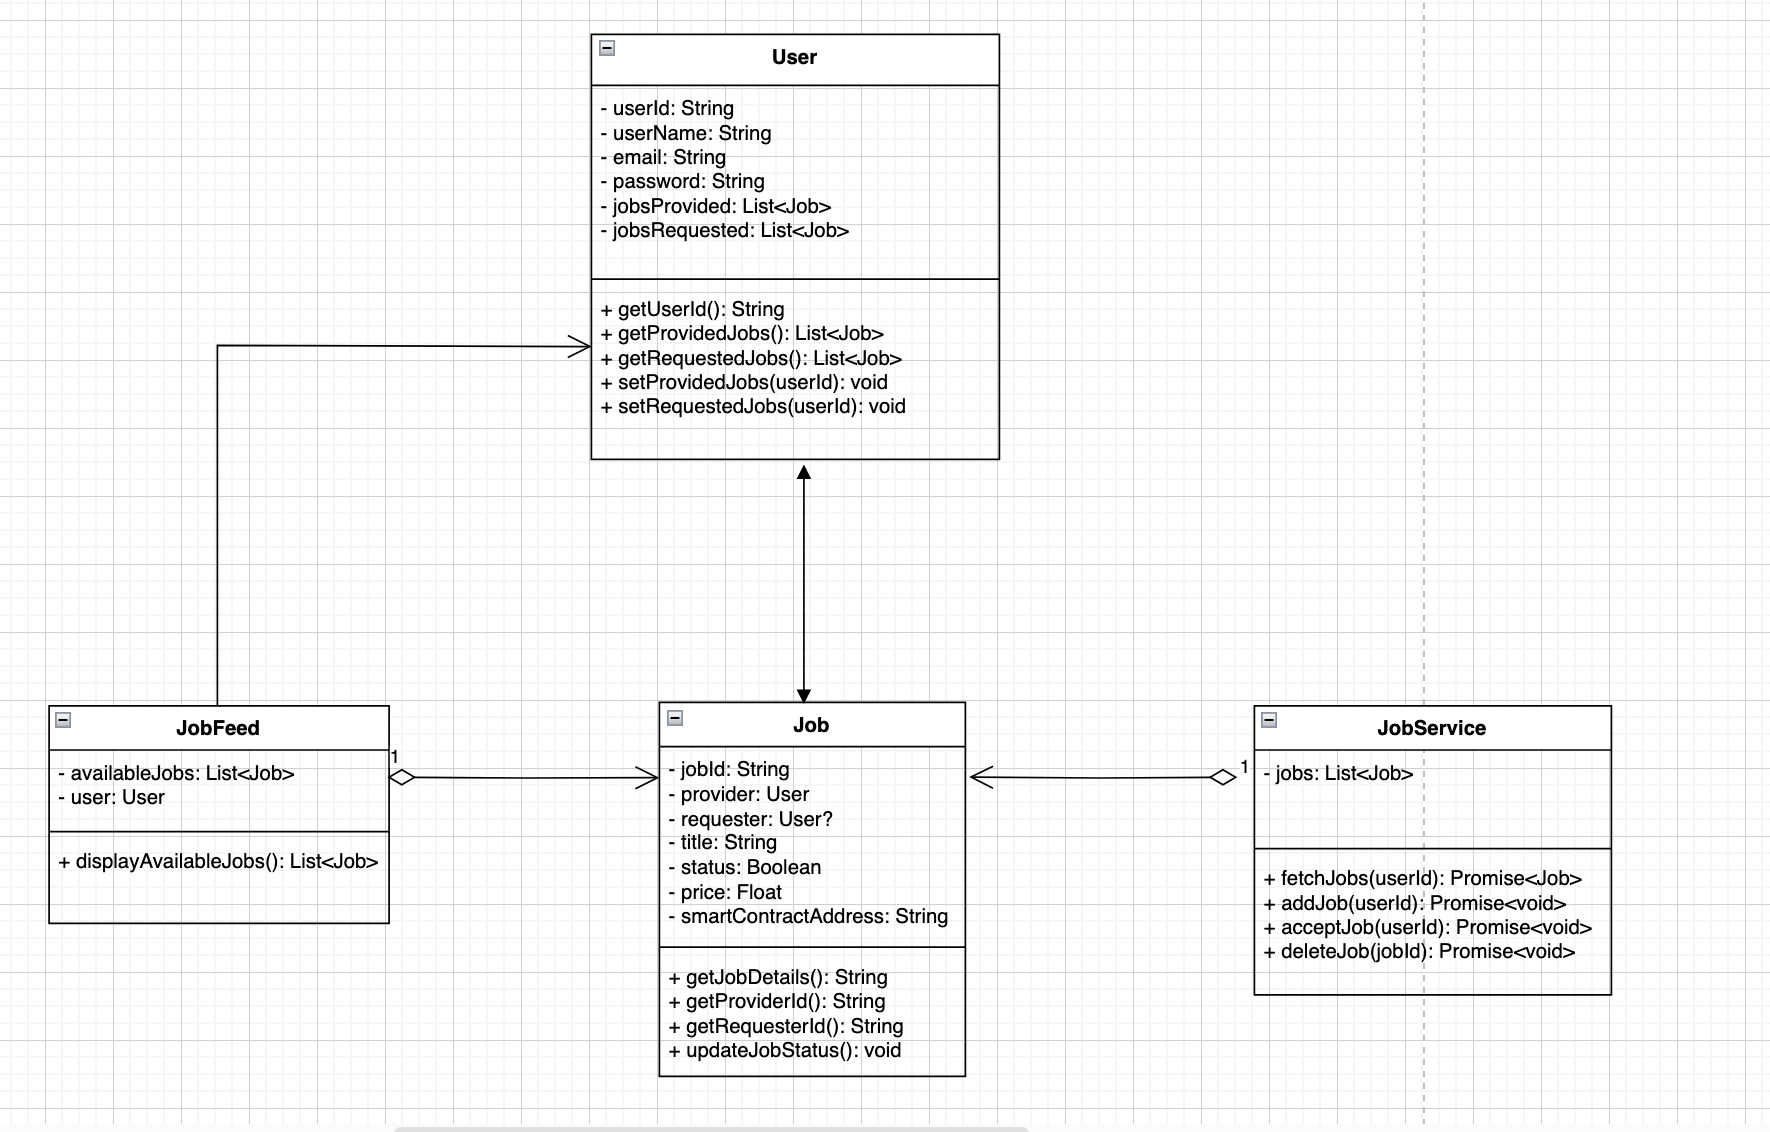 User
- userId: String
- userName: String
- email: String
- password: String
- jobsProvided: List<Job>
- jobsRequested: List<Job>
+ getUserId(): String
+ getProvidedJobs(): List<Job>
+ getRequestedJobs(): List<Job>
+ setProvidedJobs(userId): void
+ setRequestedJobs(userId): void
JobFeed
- availableJobs: List<Job>
- user: User
+ displayAvailableJobs(): List<Job>
1
Job
- jobId: String
- provider: User
- requester: User?
- title: String
- status: Boolean
- price: Float
- smartContractAddress: String
+ getJobDetails(): String
+ getProviderId(): String
+ getRequesterId(): String
+ updateJobStatus(): void
1
JobService
- jobs: List<Job>
+ fetchJobs(userId): Promise<Job>
+ addJob(userId): Promise<void>
+ acceptJob(userId): Promise<void>
+ deleteJob(jobId): Promise<void>